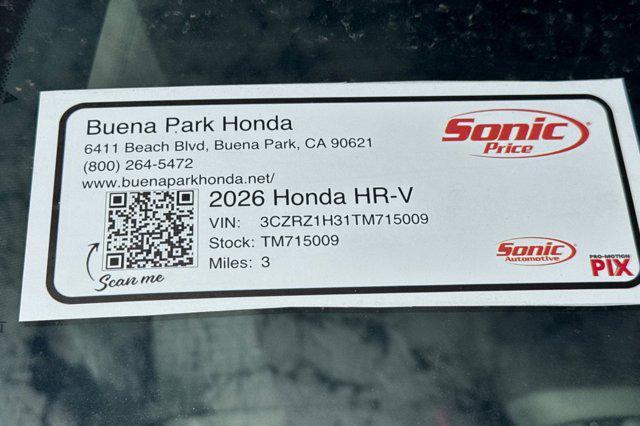 Buena Park Honda
6411 Beach Blvd, Buena Park, CA 90621
(800) 264-5472
www.buenaparkhonda.net/
Sonic
Price
2026 Honda HR-V
VIN: 3CZRZ1H31TM715009
Stock: TM715009
Miles: 3
Scan me
Sonic
Automotive
PRO-MOTION
PIX